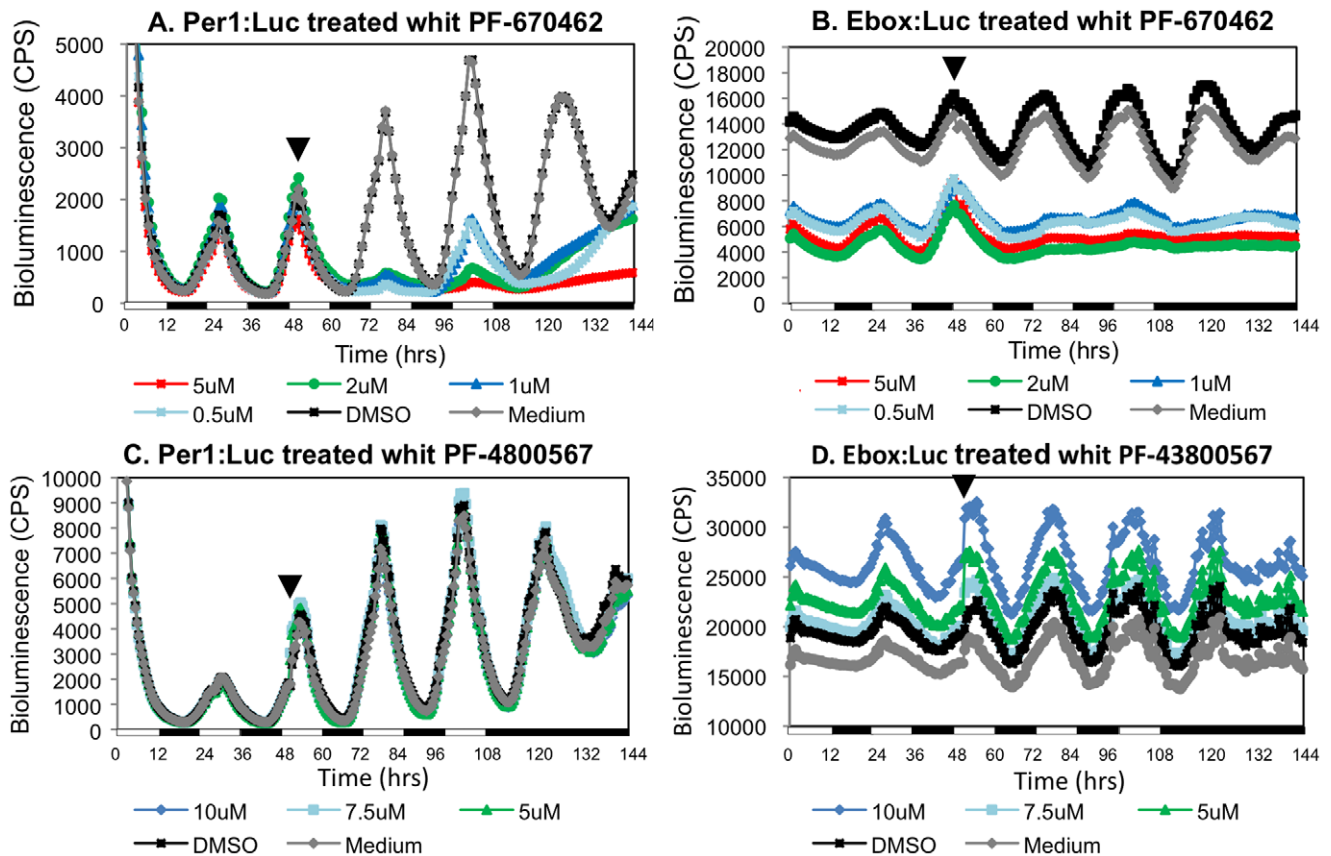 A. Per1:Luc treated whit PF-670462
B. Ebox:Luc treated whit PF-670462
Bioluminescence (CPS)
5000
4000
3000
2000
1000
0
0 12 24 36 48 60 72 84 96 108 120 132 144
Time (hrs)
5uM 2uM 1uM
0.5uM DMSO Medium
Bioluminescence (CPS)
20000
18000
16000
14000
12000
10000
8000
6000
4000
2000
0
0 12 24 36 48 60 72 84 96 108 120 132 144
Time (hrs)
5uM 2uM 1uM
0.5uM DMSO Medium
C. Per1:Luc treated whit PF-4800567
D. Ebox:Luc treated whit PF-43800567
Bioluminescence (CPS)
10000
9000
8000
7000
6000
5000
4000
3000
2000
1000
0
0 12 24 36 48 60 72 84 96 108 120 132 144
Time (hrs)
10uM 7.5uM 5uM
DMSO Medium
Bioluminescence (CPS)
35000
30000
25000
20000
15000
10000
0 12 24 36 48 60 72 84 96 108 120 132 144
Time (hrs)
10uM 7.5uM 5uM
DMSO Medium